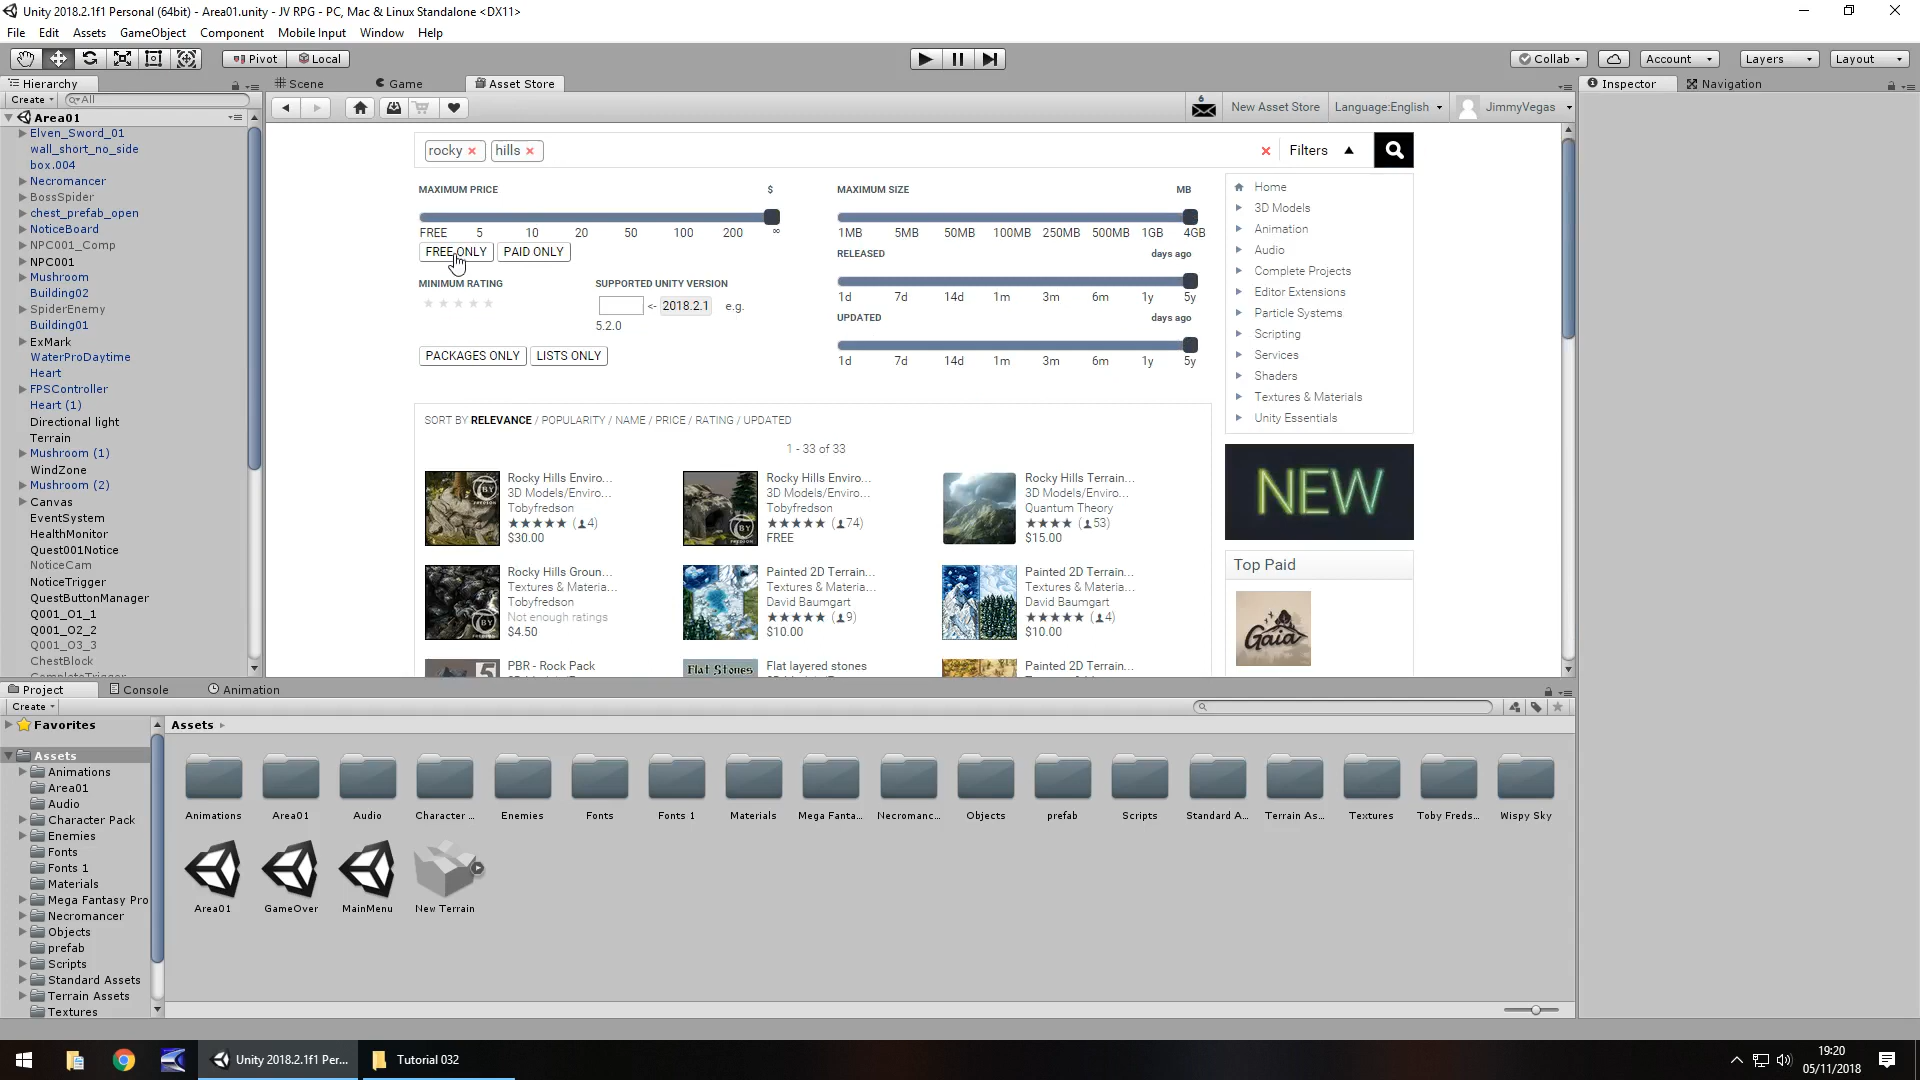 Unity 2018.2.1f1 Personal (64bit) - Area01.unity - JV RPG - PC, Mac & Linux Standalone <DX11>
File Edit Assets GameObject Component Mobile Input Window Help
Pivot Local Collab Account Layers Layout
Hierarchy Scene Game Asset Store Inspector Navigation
Create All
6 New Asset Store Language:English JimmyVegas
Area01
Elven_Sword_01
wall_short_no_side
box.004
Necromancer
BossSpider
chest_prefab_open
NoticeBoard
NPC001_Comp
NPC001
Mushroom
Building02
SpiderEnemy
Building01
ExMark
WaterProDaytime
Heart
FPSController
Heart (1)
Directional light
Terrain
Mushroom (1)
WindZone
Mushroom (2)
Canvas
EventSystem
HealthMonitor
Quest001Notice
NoticeCam
NoticeTrigger
QuestButtonManager
Q001_O1_1
Q001_O2_2
Q001_O3_3
ChestBlock
rocky hills Filters
MAXIMUM PRICE $
FREE 5 10 20 50 100 200 ∞
FREE ONLY PAID ONLY
MINIMUM RATING
SUPPORTED UNITY VERSION
<- 2018.2.1 e.g.
5.2.0
PACKAGES ONLY LISTS ONLY
MAXIMUM SIZE MB
1MB 5MB 50MB 100MB 250MB 500MB 1GB 4GB
RELEASED days ago
1d 7d 14d 1m 3m 6m 1y 5y
UPDATED days ago
1d 7d 14d 1m 3m 6m 1y 5y
Home
3D Models
Animation
Audio
Complete Projects
Editor Extensions
Particle Systems
Scripting
Services
Shaders
Textures & Materials
Unity Essentials
SORT BY RELEVANCE / POPULARITY / NAME / PRICE / RATING / UPDATED
1 - 33 of 33
Rocky Hills Enviro...
3D Models/Enviro...
Tobyfredson
★★★★★ (4)
$30.00
Rocky Hills Enviro...
3D Models/Enviro...
Tobyfredson
★★★★★ (74)
FREE
Rocky Hills Terrain...
3D Models/Enviro...
Quantum Theory
★★★★ (53)
$15.00
Rocky Hills Groun...
Textures & Materia...
Tobyfredson
Not enough ratings
$4.50
Painted 2D Terrain...
Textures & Materia...
David Baumgart
★★★★★ (9)
$10.00
Painted 2D Terrain...
Textures & Materia...
David Baumgart
★★★★★ (4)
$10.00
PBR - Rock Pack
Flat Stones
Flat layered stones
Painted 2D Terrain...
NEW
Top Paid
Gaia
Project Console Animation
Create
Favorites
Assets
Animations
Area01
Audio
Character Pack
Enemies
Fonts
Fonts 1
Materials
Mega Fantasy Pro
Necromancer
Objects
prefab
Scripts
Standard Assets
Terrain Assets
Textures
Assets
Animations Area01 Audio Character ... Enemies Fonts Fonts 1 Materials Mega Fanta... Necromanc... Objects prefab Scripts Standard A... Terrain As... Textures Toby Freds... Wispy Sky
Area01 GameOver MainMenu New Terrain
Unity 2018.2.1f1 Per... Tutorial 032
19:20
05/11/2018